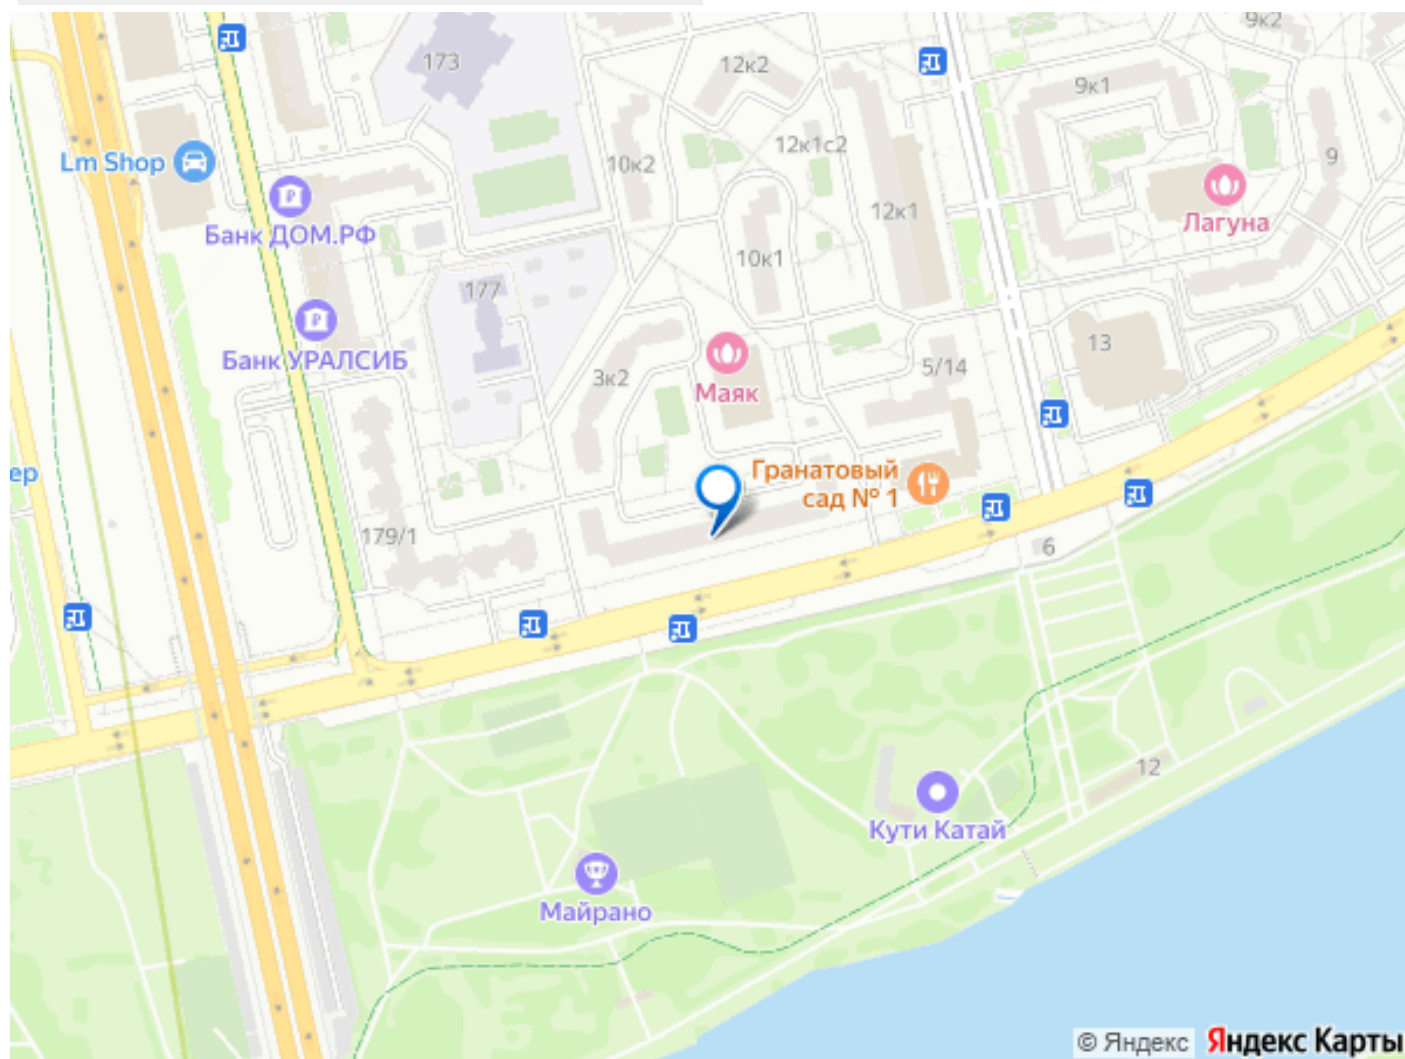 9к2
173
12к2
9к1
Lm Shop
10к2
12к1с2
9
Банк ДОМ.РФ
12к1
Лагуна
10к1
177
Банк УРАЛСИБ
13
3к2
5/14
Маяк
ер
Гранатовый
сад № 1
179/1
6
12
Кути Катай
Майрано
© Яндекс Яндекс Карты